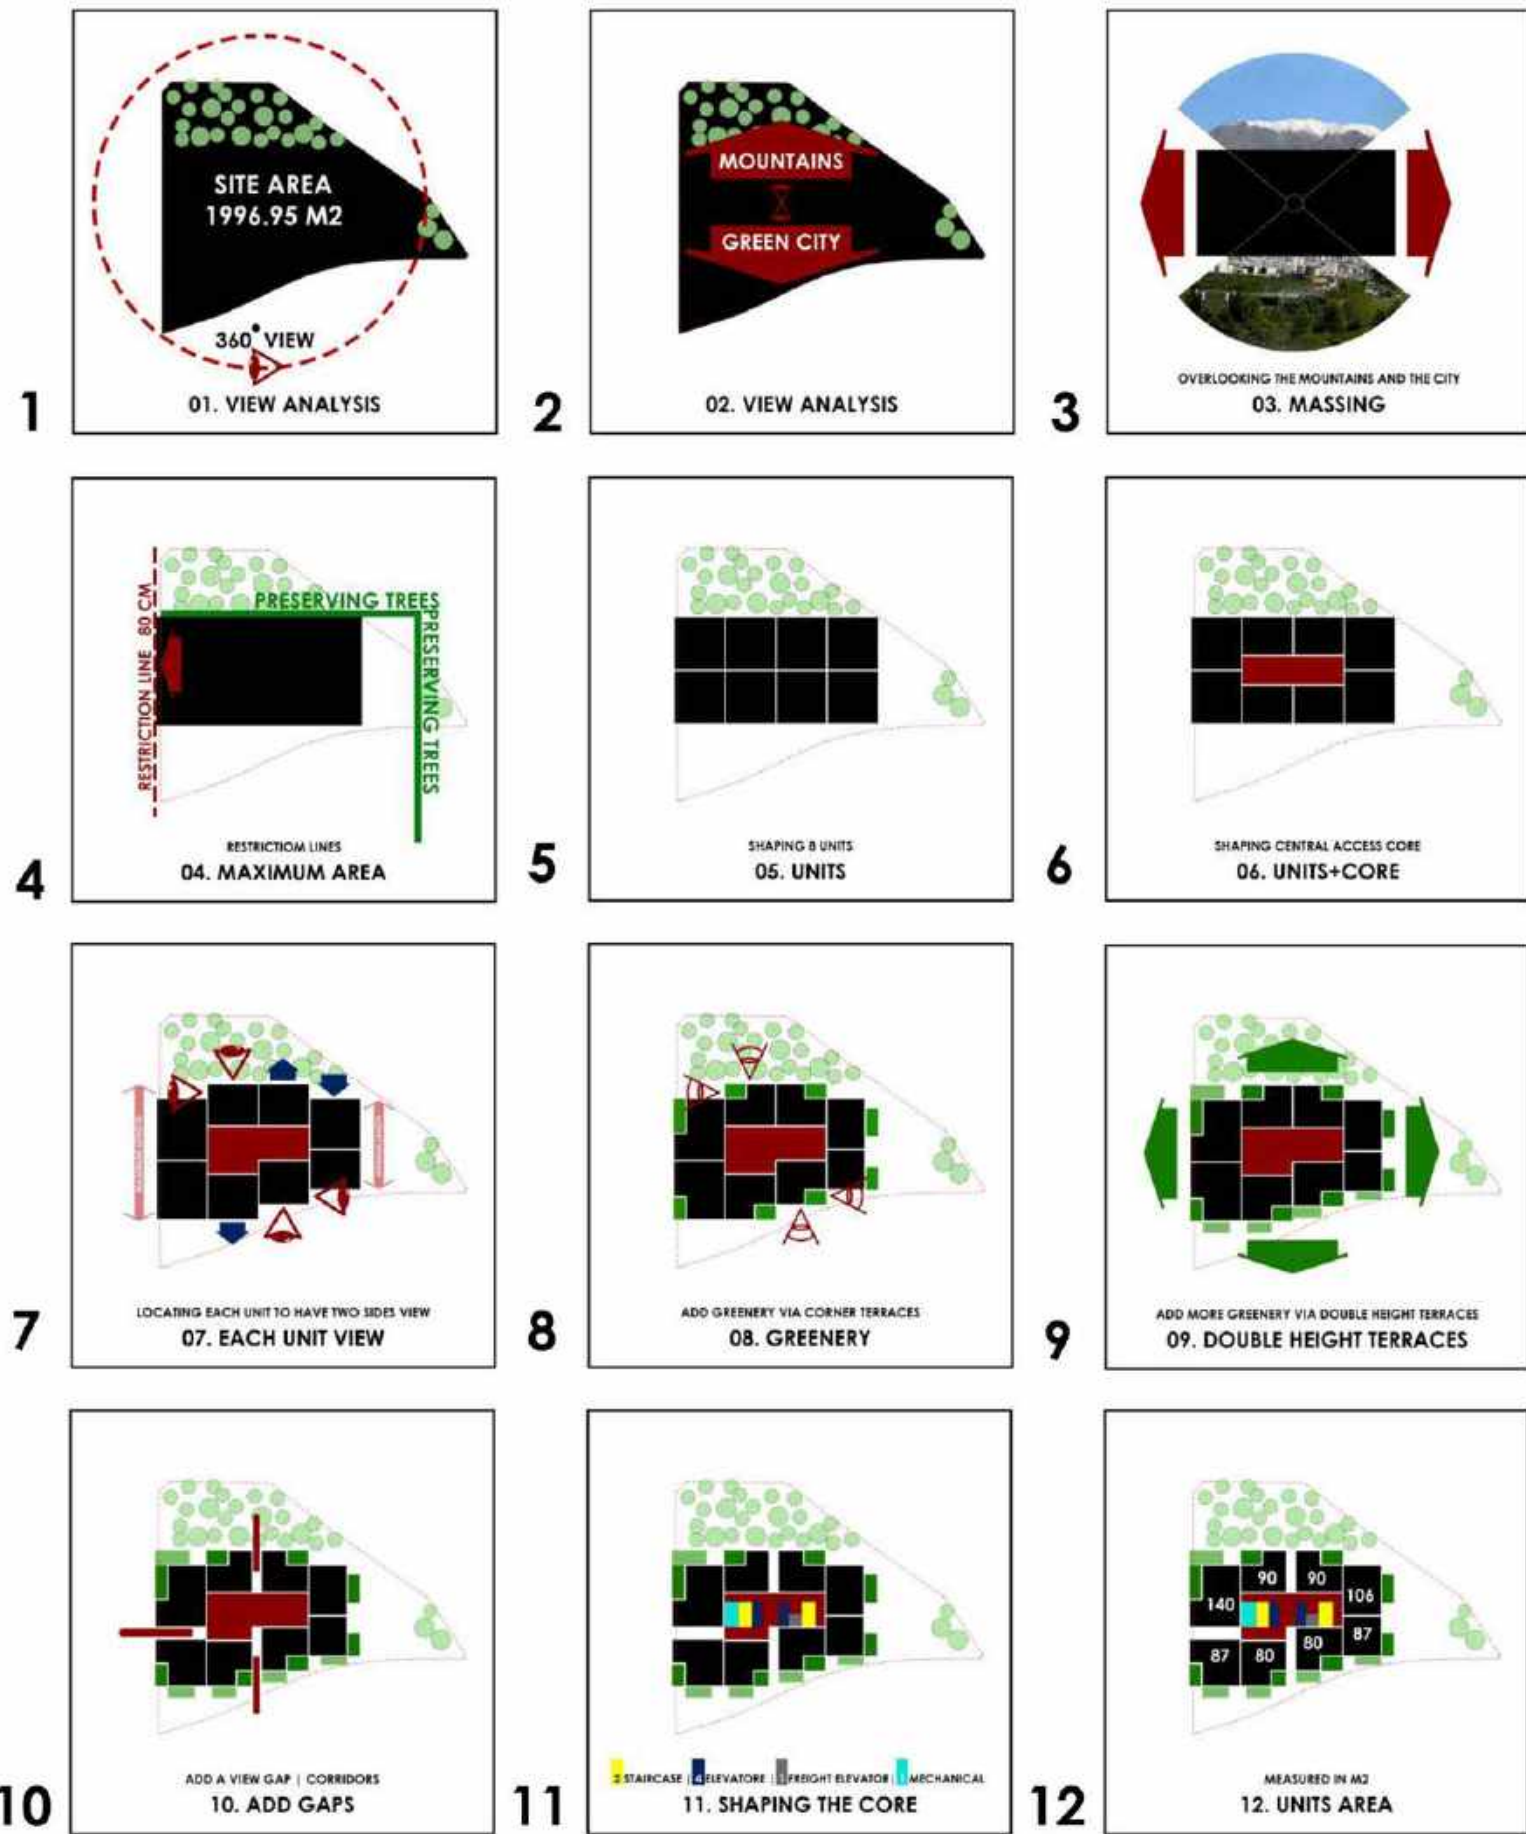 SITE AREA
1996.95 M2
360° VIEW
1
01. VIEW ANALYSIS
MOUNTAINS
GREEN CITY
2
02. VIEW ANALYSIS
OVERLOOKING THE MOUNTAINS AND THE CITY
3
03. MASSING
RESTRICTION LINE 80 CM
PRESERVING TREES
PRESERVING TREES
RESTRICTIOM LINES
4
04. MAXIMUM AREA
SHAPING 8 UNITS
5
05. UNITS
SHAPING CENTRAL ACCESS CORE
6
06. UNITS+CORE
LOCATING EACH UNIT TO HAVE TWO SIDES VIEW
7
07. EACH UNIT VIEW
ADD GREENERY VIA CORNER TERRACES
8
08. GREENERY
ADD MORE GREENERY VIA DOUBLE HEIGHT TERRACES
9
09. DOUBLE HEIGHT TERRACES
ADD A VIEW GAP | CORRIDORS
10
10. ADD GAPS
2 STAIRCASE | 4 ELEVATORE | 1 FREIGHT ELEVATOR | 1 MECHANICAL
11
11. SHAPING THE CORE
90 90
140 106
87 80 80 87
MEASURED IN M2
12
12. UNITS AREA